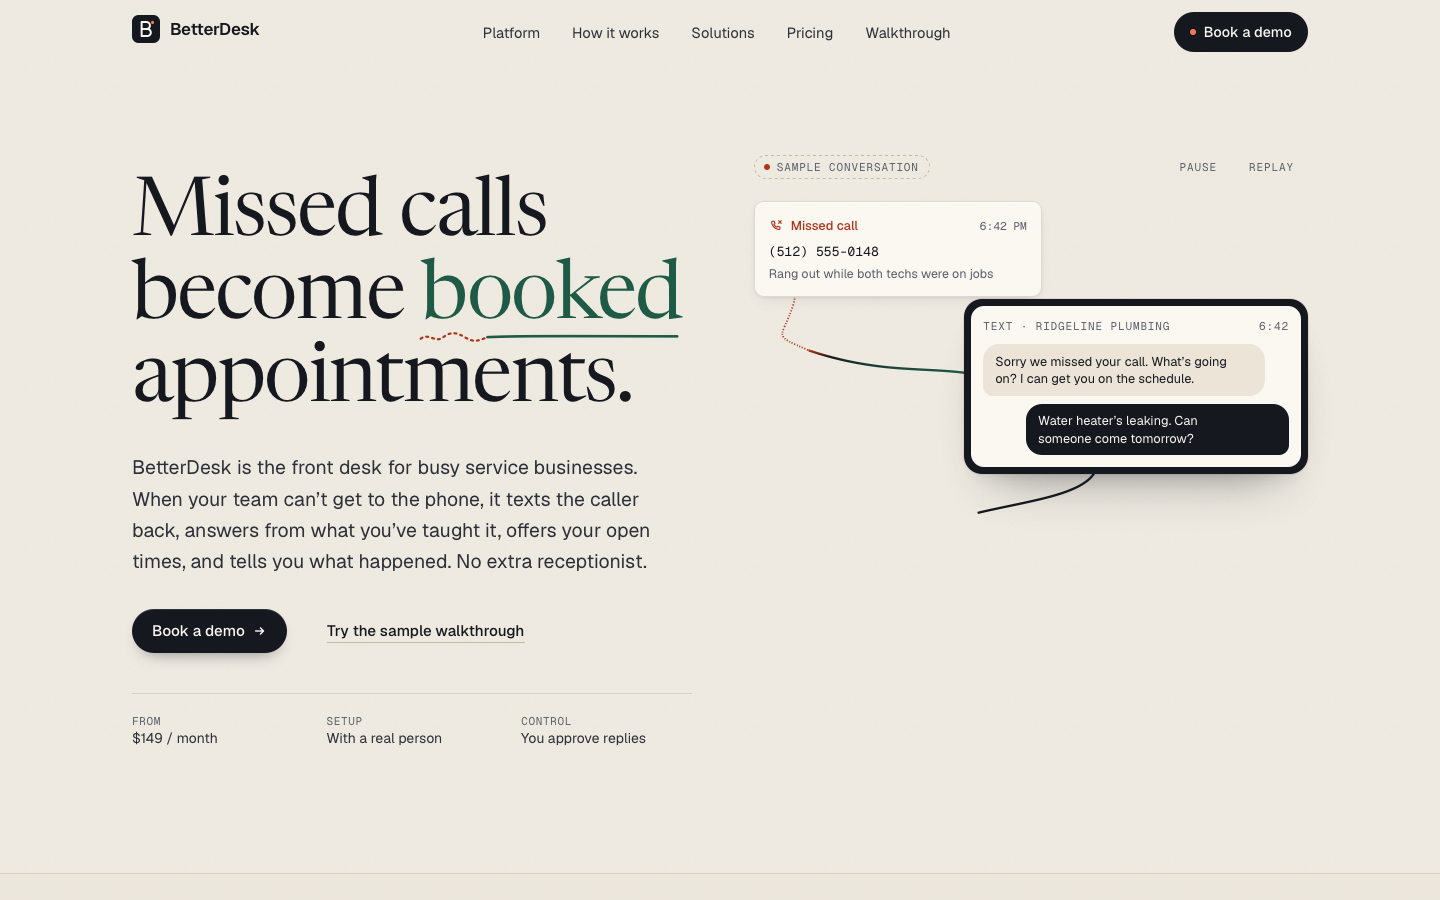 BetterDesk
Platform
How it works
Solutions
Pricing
Walkthrough
Book a demo
Missed calls
become booked
appointments.
BetterDesk is the front desk for busy service businesses.
When your team can’t get to the phone, it texts the caller
back, answers from what you’ve taught it, offers your open
times, and tells you what happened. No extra receptionist.
Book a demo →
Try the sample walkthrough
FROM
$149 / month
SETUP
With a real person
CONTROL
You approve replies
SAMPLE CONVERSATION
PAUSE
REPLAY
Missed call
6:42 PM
(512) 555-0148
Rang out while both techs were on jobs
TEXT · RIDGELINE PLUMBING
6:42
Sorry we missed your call. What’s going
on? I can get you on the schedule.
Water heater’s leaking. Can
someone come tomorrow?